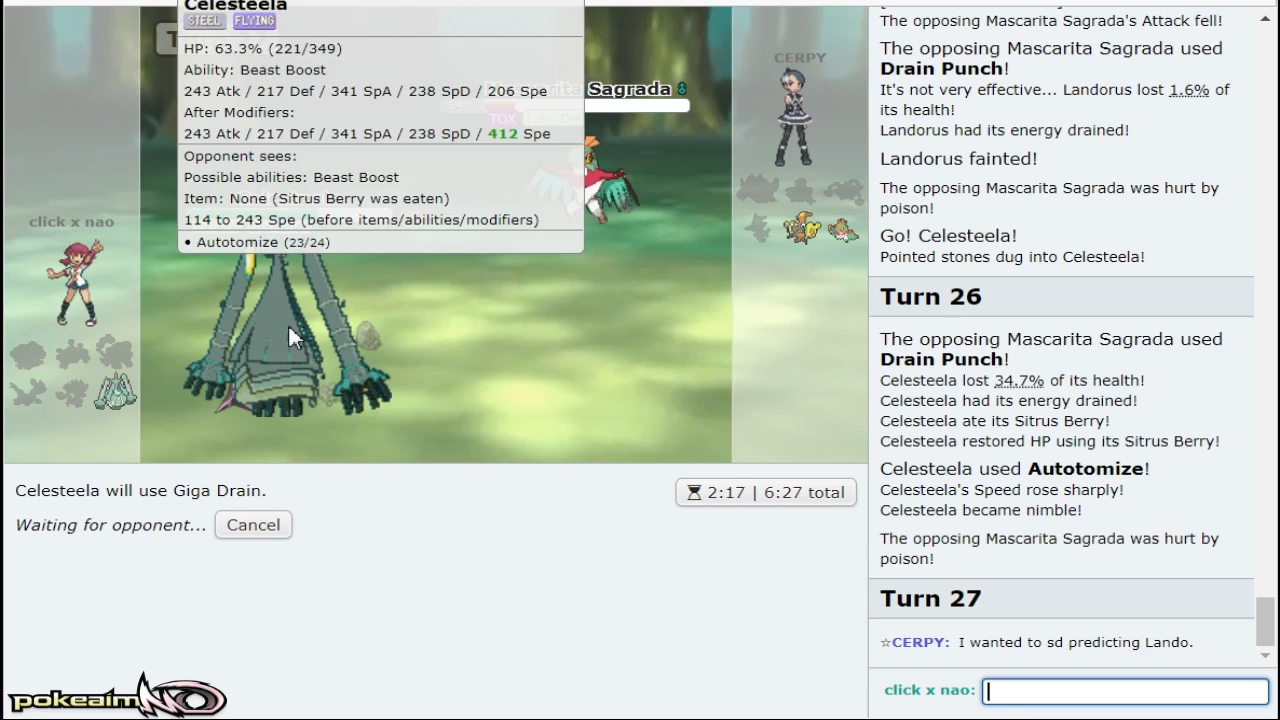 Celesteela
STEEL FLYING
HP: 63.3% (221/349)
Ability: Beast Boost
243 Atk / 217 Def / 341 SpA / 238 SpD / 206 Spe
After Modifiers:
243 Atk / 217 Def / 341 SpA / 238 SpD / 412 Spe
Opponent sees:
Possible abilities: Beast Boost
Item: None (Sitrus Berry was eaten)
114 to 243 Spe (before items/abilities/modifiers)
• Autotomize (23/24)
Sagrada
TOX
CERPY
click x nao
Celesteela will use Giga Drain.
2:17 | 6:27 total
Waiting for opponent... Cancel
pokeaimMD
The opposing Mascarita Sagrada's Attack fell!
The opposing Mascarita Sagrada used
Drain Punch!
It's not very effective... Landorus lost 1.6% of
its health!
Landorus had its energy drained!
Landorus fainted!
The opposing Mascarita Sagrada was hurt by
poison!
Go! Celesteela!
Pointed stones dug into Celesteela!
Turn 26
The opposing Mascarita Sagrada used
Drain Punch!
Celesteela lost 34.7% of its health!
Celesteela had its energy drained!
Celesteela ate its Sitrus Berry!
Celesteela restored HP using its Sitrus Berry!
Celesteela used Autotomize!
Celesteela's Speed rose sharply!
Celesteela became nimble!
The opposing Mascarita Sagrada was hurt by
poison!
Turn 27
☆CERPY: I wanted to sd predicting Lando.
click x nao: